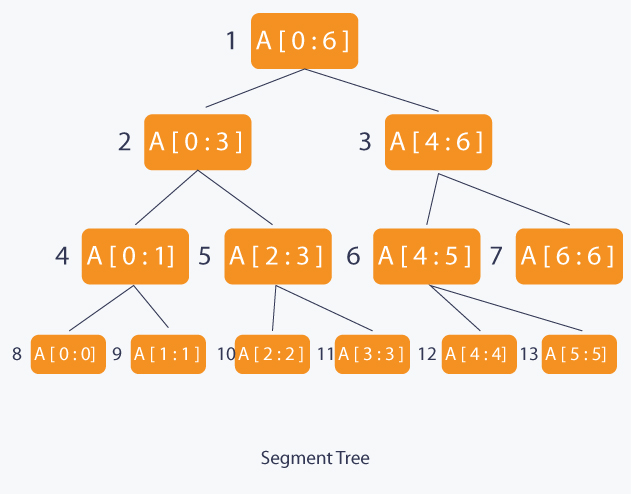 1 A[0:6]
2 A[0:3] 3 A[4:6]
4 A[0:1] 5 A[2:3] 6 A[4:5] 7 A[6:6]
8 A[0:0] 9 A[1:1] 10 A[2:2] 11 A[3:3] 12 A[4:4] 13 A[5:5]
Segment Tree